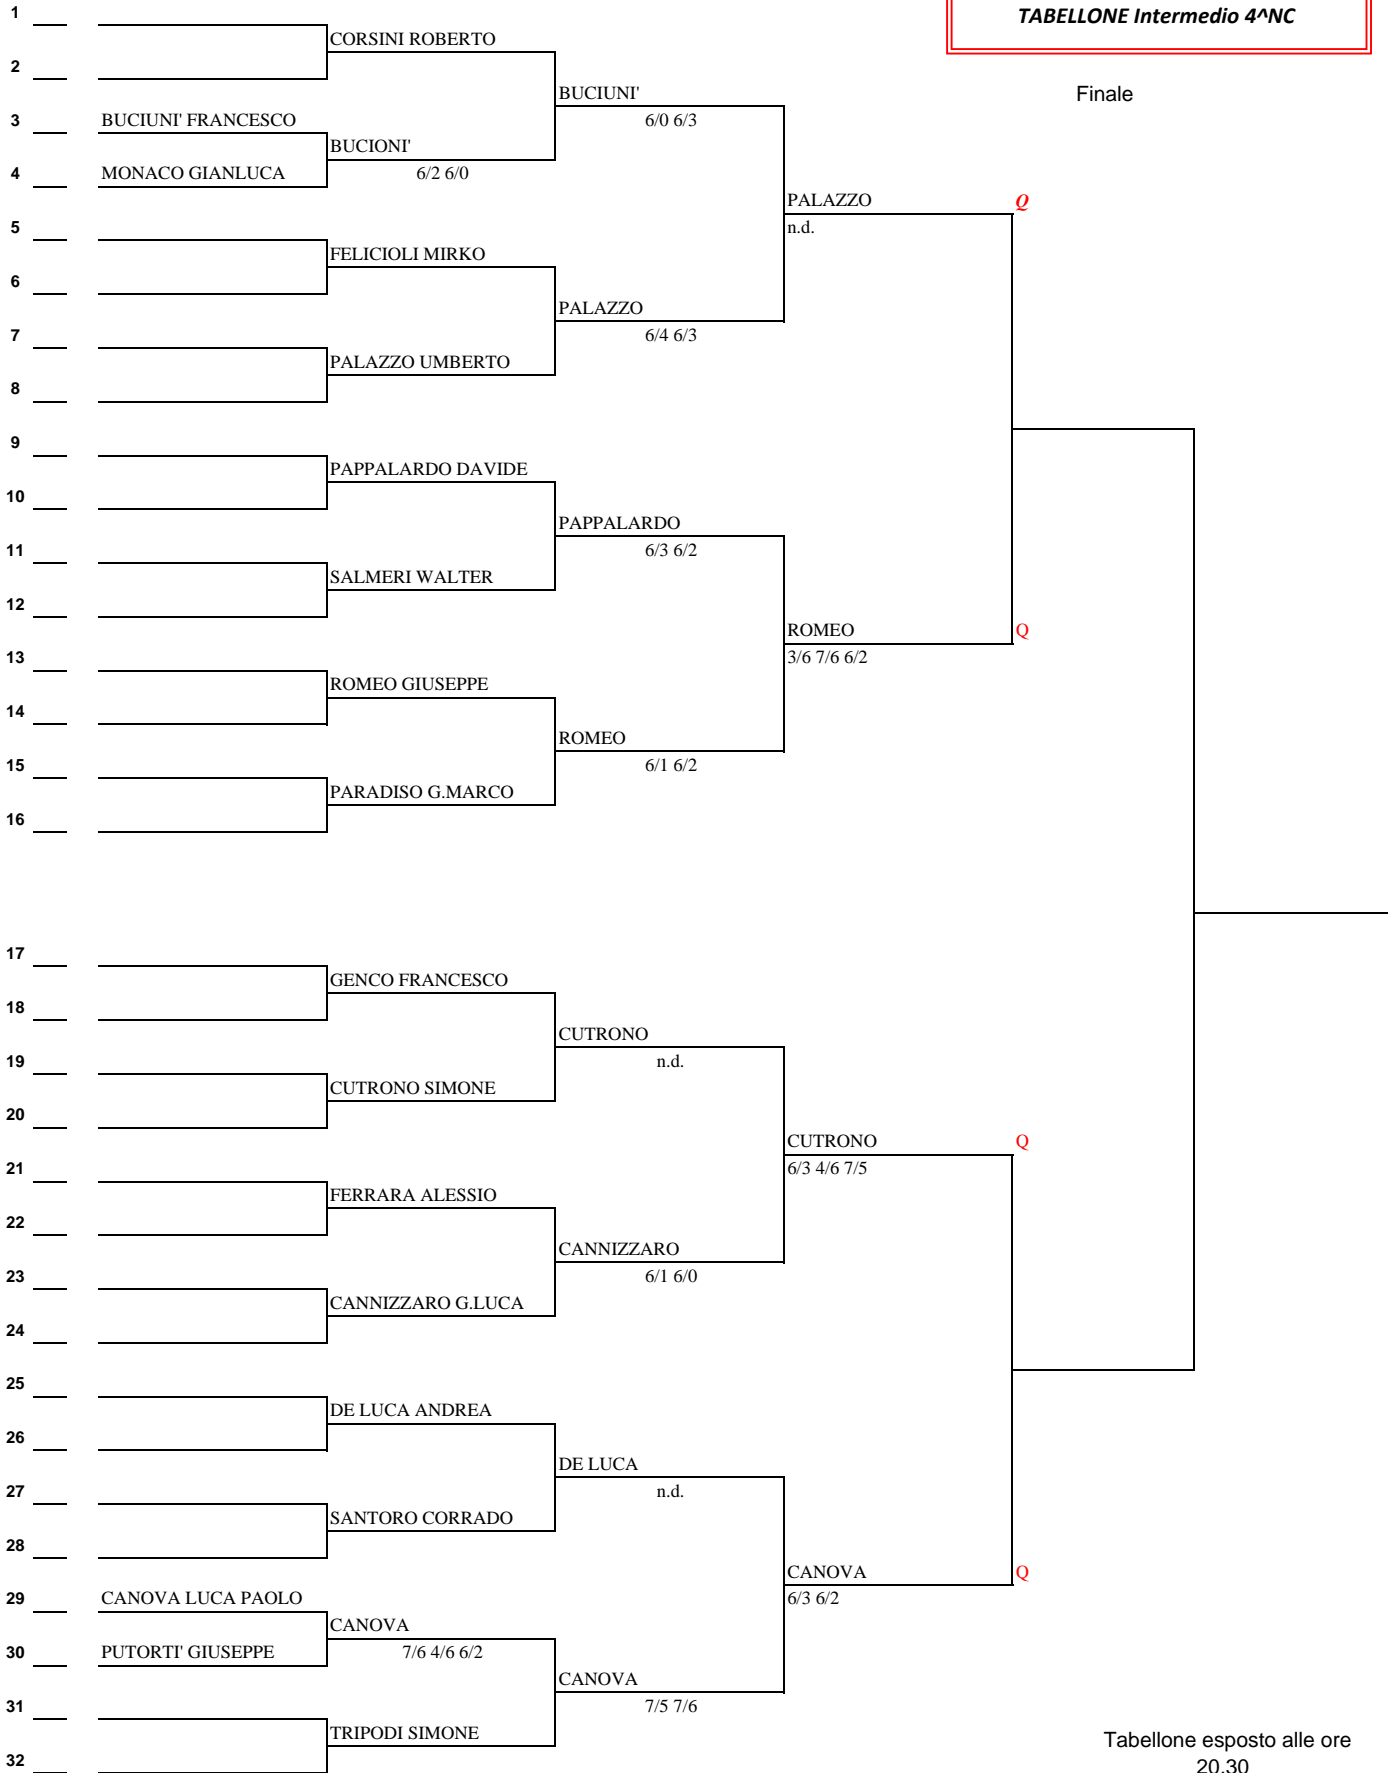 TABELLONE Intermedio 4^NC
Finale
1
CORSINI ROBERTO
2
BUCIUNI'
6/0 6/3
3 BUCIUNI' FRANCESCO
BUCIONI'
6/2 6/0
4 MONACO GIANLUCA
PALAZZO Q
n.d.
5
FELICIOLI MIRKO
6
PALAZZO
6/4 6/3
7
PALAZZO UMBERTO
8
9
PAPPALARDO DAVIDE
10
PAPPALARDO
6/3 6/2
11
SALMERI WALTER
12
ROMEO Q
3/6 7/6 6/2
13
ROMEO GIUSEPPE
14
ROMEO
6/1 6/2
15
PARADISO G.MARCO
16
17
GENCO FRANCESCO
18
CUTRONO
n.d.
19
CUTRONO SIMONE
20
CUTRONO Q
6/3 4/6 7/5
21
FERRARA ALESSIO
22
CANNIZZARO
6/1 6/0
23
CANNIZZARO G.LUCA
24
25
DE LUCA ANDREA
26
DE LUCA
n.d.
27
SANTORO CORRADO
28
CANOVA Q
6/3 6/2
29 CANOVA LUCA PAOLO
CANOVA
7/6 4/6 6/2
30 PUTORTI' GIUSEPPE
CANOVA
7/5 7/6
31
TRIPODI SIMONE
32
Tabellone esposto alle ore
20.30